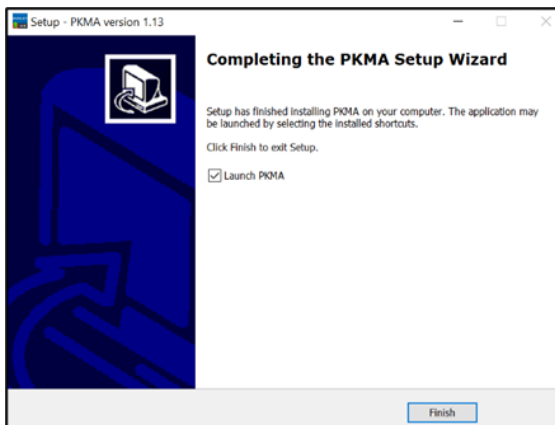 Setup - PKMA version 1.13
Completing the PKMA Setup Wizard
Setup has finished installing PKMA on your computer. The application may
be launched by selecting the installed shortcuts.
Click Finish to exit Setup.
Launch PKMA
Finish